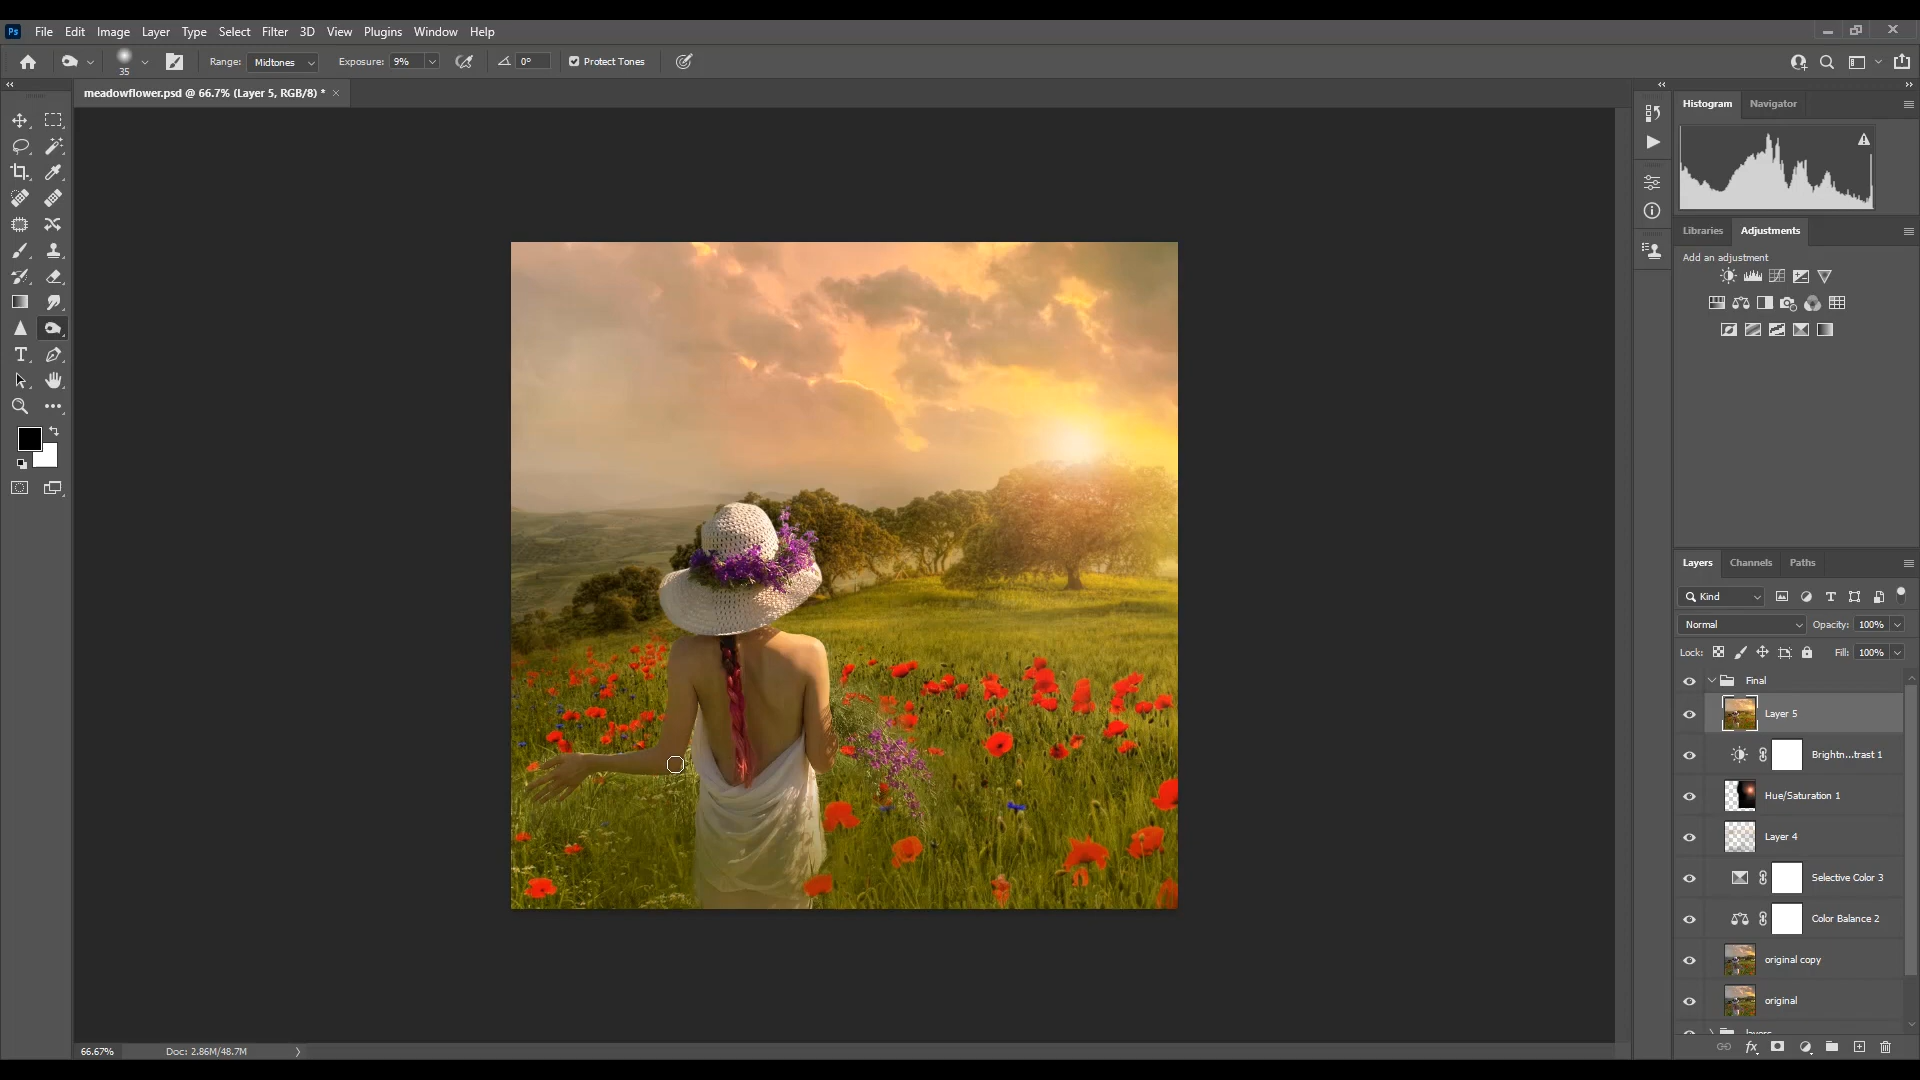 Ps File Edit Image Layer Type Select Filter 3D View Plugins Window Help
35 Range: Midtones Exposure: 9% 0° Protect Tones
meadowflower.psd @ 66.7% (Layer 5, RGB/8) * ×
Histogram Navigator
Libraries Adjustments
Add an adjustment
Layers Channels Paths
Kind
Normal Opacity: 100%
Lock: Fill: 100%
Final
Layer 5
Brightn...trast 1
Hue/Saturation 1
Layer 4
Selective Color 3
Color Balance 2
original copy
original
layers
66.67% Doc: 2.86M/48.7M